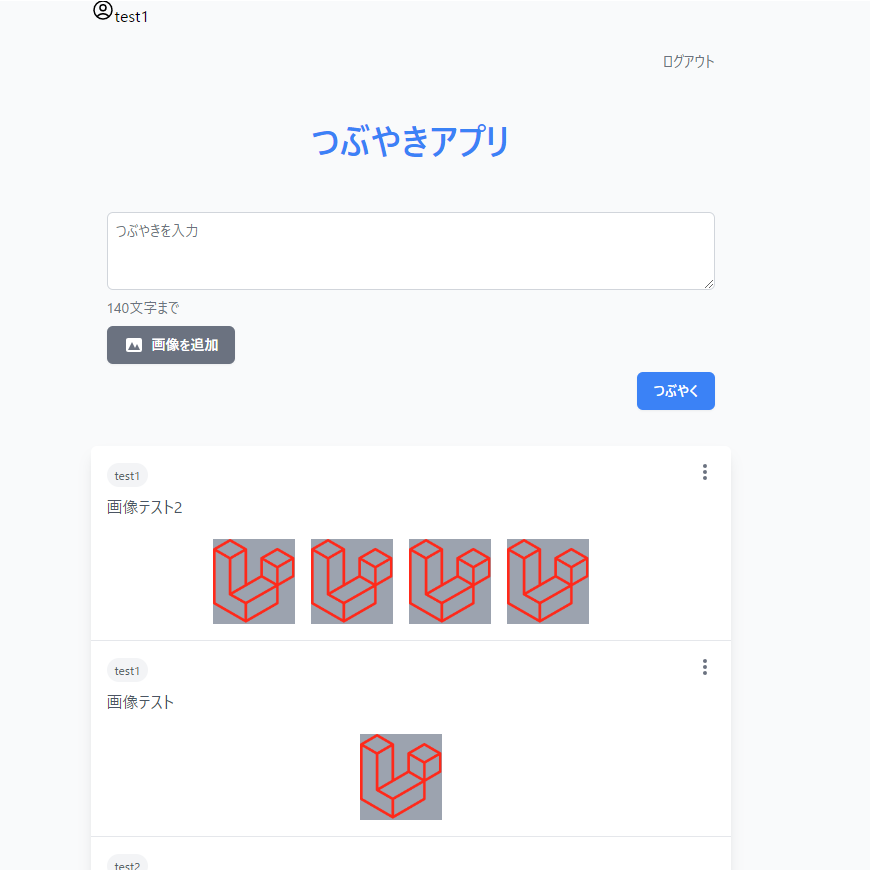 test1
ログアウト
つぶやきアプリ
つぶやきを入力
140文字まで
画像を追加
つぶやく
test1
画像テスト2
test1
画像テスト
test2